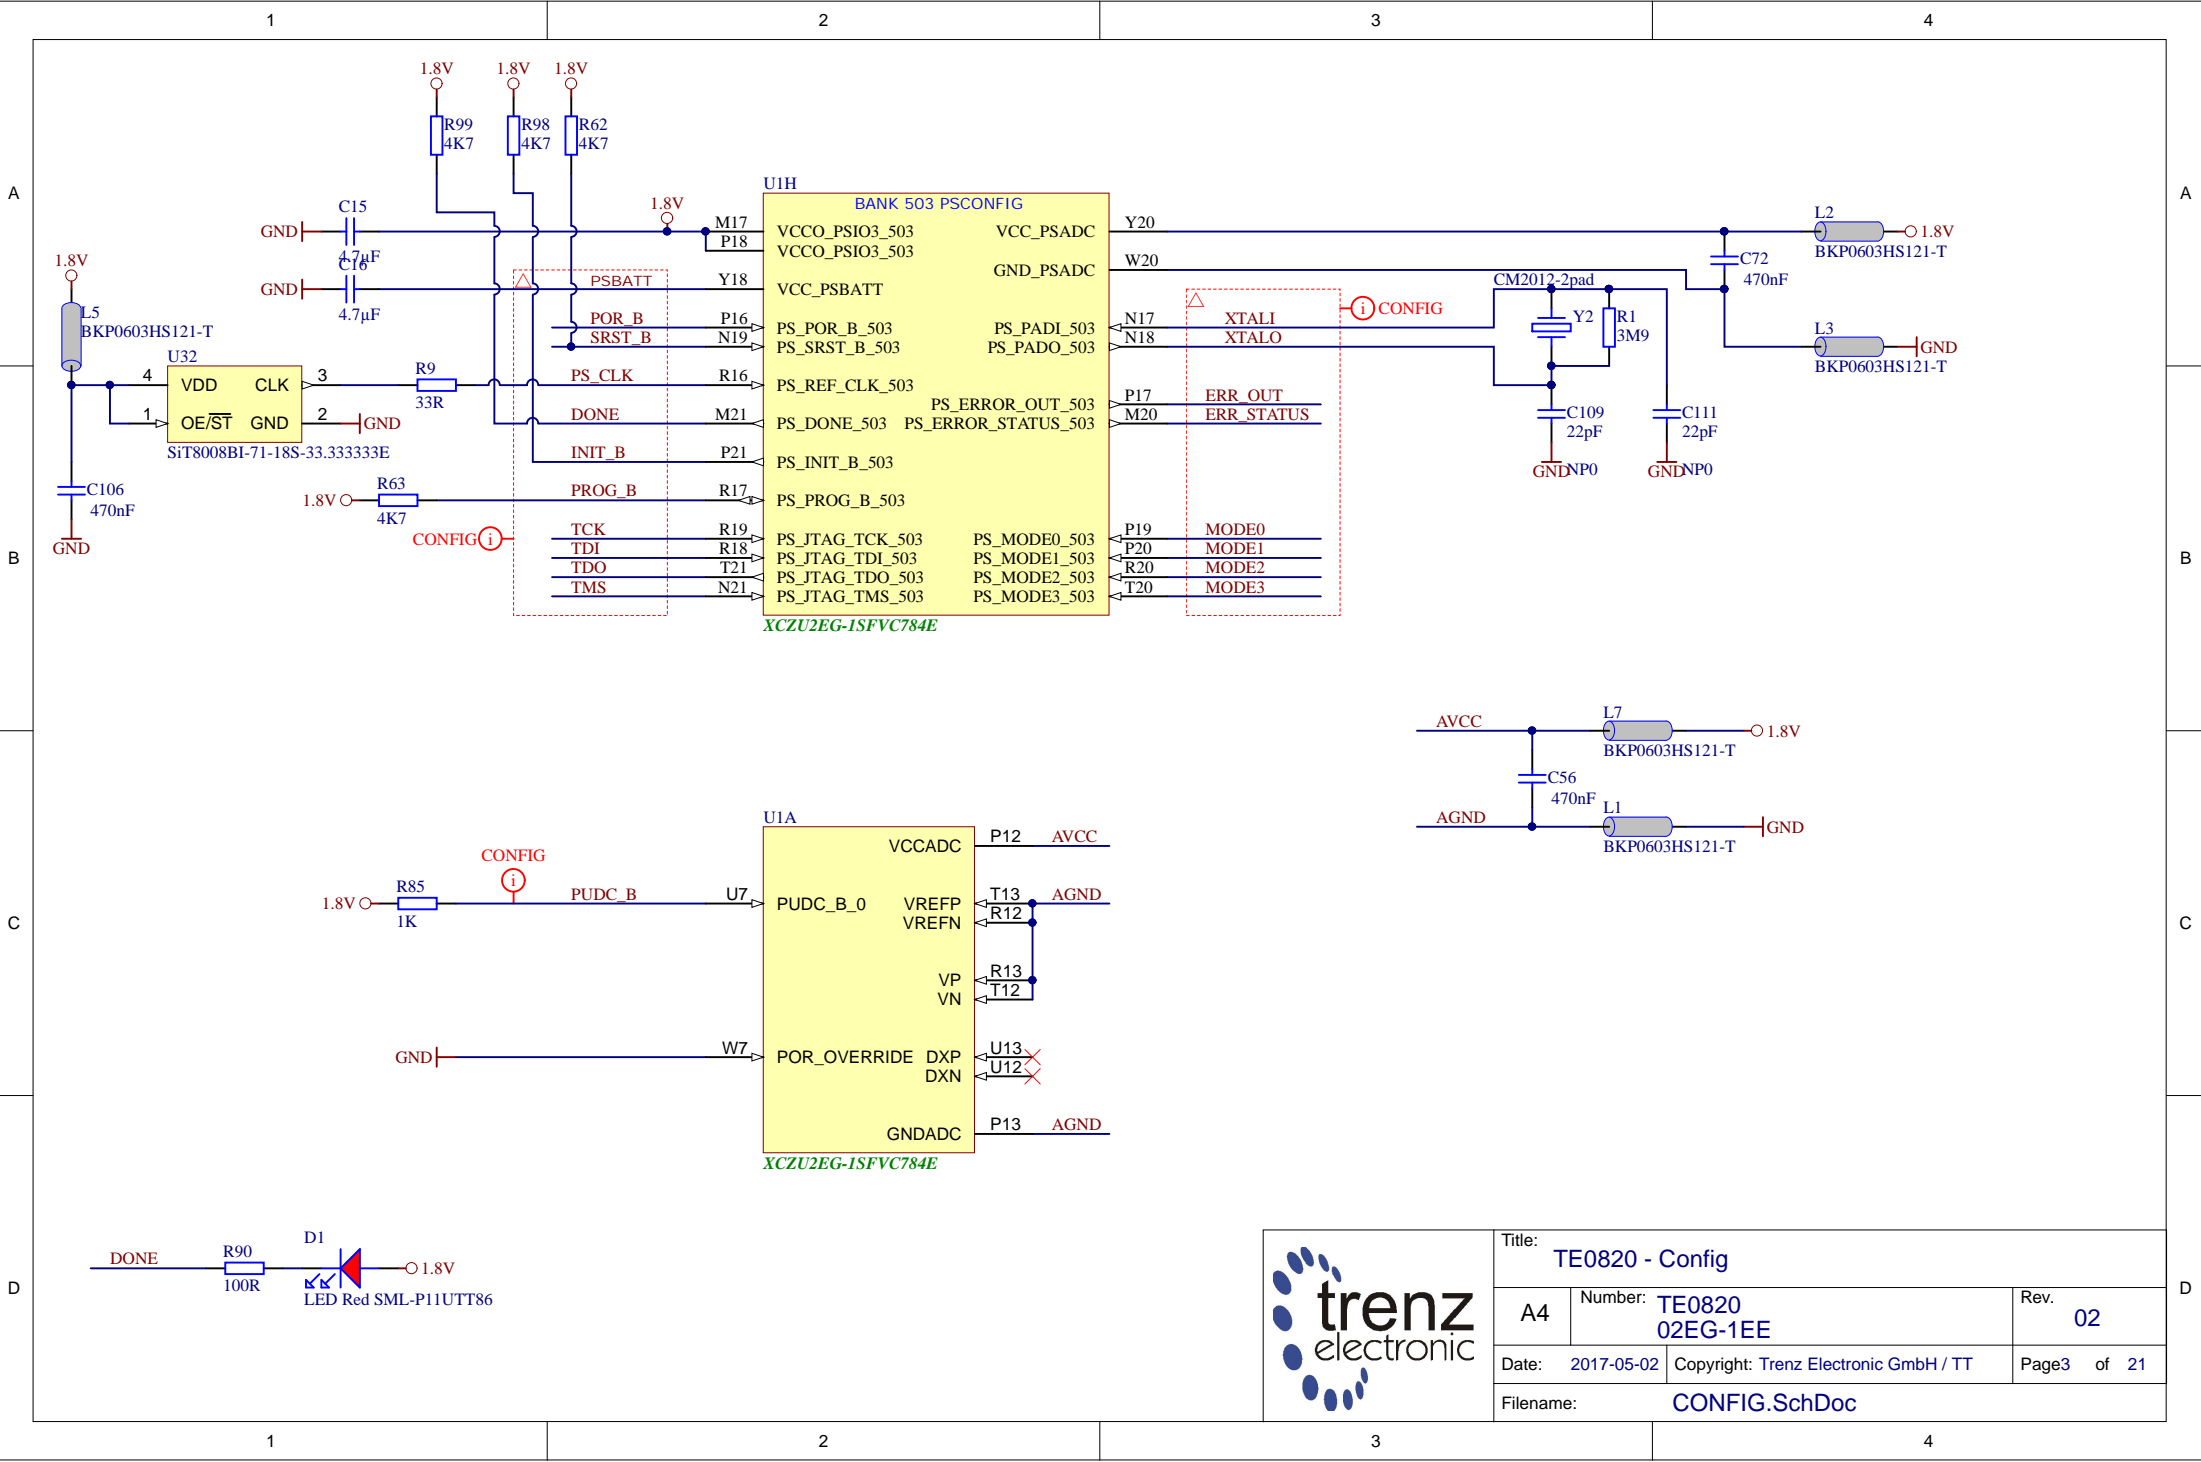 1 2 3 4
1.8V 1.8V 1.8V
R99 R98 R62
4K7 4K7 4K7
A A
U1H
BANK 503 PSCONFIG
C15 1.8V
GND M17 VCCO_PSIO3_503 VCC_PSADC Y20
4.7µF P18 VCCO_PSIO3_503
L2
1.8V
BKP0603HS121-T
GND_PSADC W20
C72
470nF
C16
GND PSBATT Y18 VCC_PSBATT
4.7µF
1.8V
L5
BKP0603HS121-T
CM2012-2pad
CONFIG
POR_B P16 PS_POR_B_503 PS_PADI_503 N17 XTALI
SRST_B N19 PS_SRST_B_503 PS_PADO_503 N18 XTALO
Y2 R1
3M9
L3
GND
BKP0603HS121-T
U32
4 VDD CLK 3
1 OE/ST GND 2 GND
SiT8008BI-71-18S-33.333333E
R9
33R
PS_CLK R16 PS_REF_CLK_503
PS_ERROR_OUT_503 P17 ERR_OUT
DONE M21 PS_DONE_503 PS_ERROR_STATUS_503 M20 ERR_STATUS
C109 C111
22pF 22pF
GND NP0 GND NP0
INIT_B P21 PS_INIT_B_503
C106
470nF
GND
1.8V R63
4K7
PROG_B R17 PS_PROG_B_503
CONFIG
TCK R19 PS_JTAG_TCK_503 PS_MODE0_503 P19 MODE0
TDI R18 PS_JTAG_TDI_503 PS_MODE1_503 P20 MODE1
TDO T21 PS_JTAG_TDO_503 PS_MODE2_503 R20 MODE2
TMS N21 PS_JTAG_TMS_503 PS_MODE3_503 T20 MODE3
B B
XCZU2EG-1SFVC784E
AVCC L7 1.8V
BKP0603HS121-T
C56
470nF
AGND L1 GND
BKP0603HS121-T
U1A
VCCADC P12 AVCC
CONFIG
1.8V R85 PUDC_B U7 PUDC_B_0 VREFP T13 AGND
1K
VREFN R12
C C
VP R13
VN T12
GND W7 POR_OVERRIDE DXP U13
DXN U12
GNDADC P13 AGND
XCZU2EG-1SFVC784E
DONE R90 D1 1.8V
100R
LED Red SML-P11UTT86
D D
trenz
electronic
Title:
TE0820 - Config
A4 Number: TE0820
02EG-1EE
Rev.
02
Date: 2017-05-02 Copyright: Trenz Electronic GmbH / TT Page3 of 21
Filename: CONFIG.SchDoc
1 2 3 4